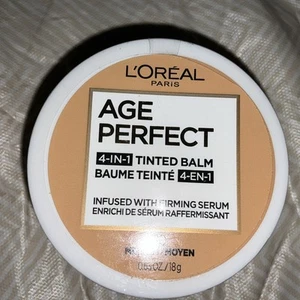 L'ORÉAL
PARIS
AGE
PERFECT
4-IN-1 TINTED BALM
BAUME TEINTÉ 4-EN-1
INFUSED WITH FIRMING SERUM
ENRICHI DE SÉRUM RAFFERMISSANT
MOYEN